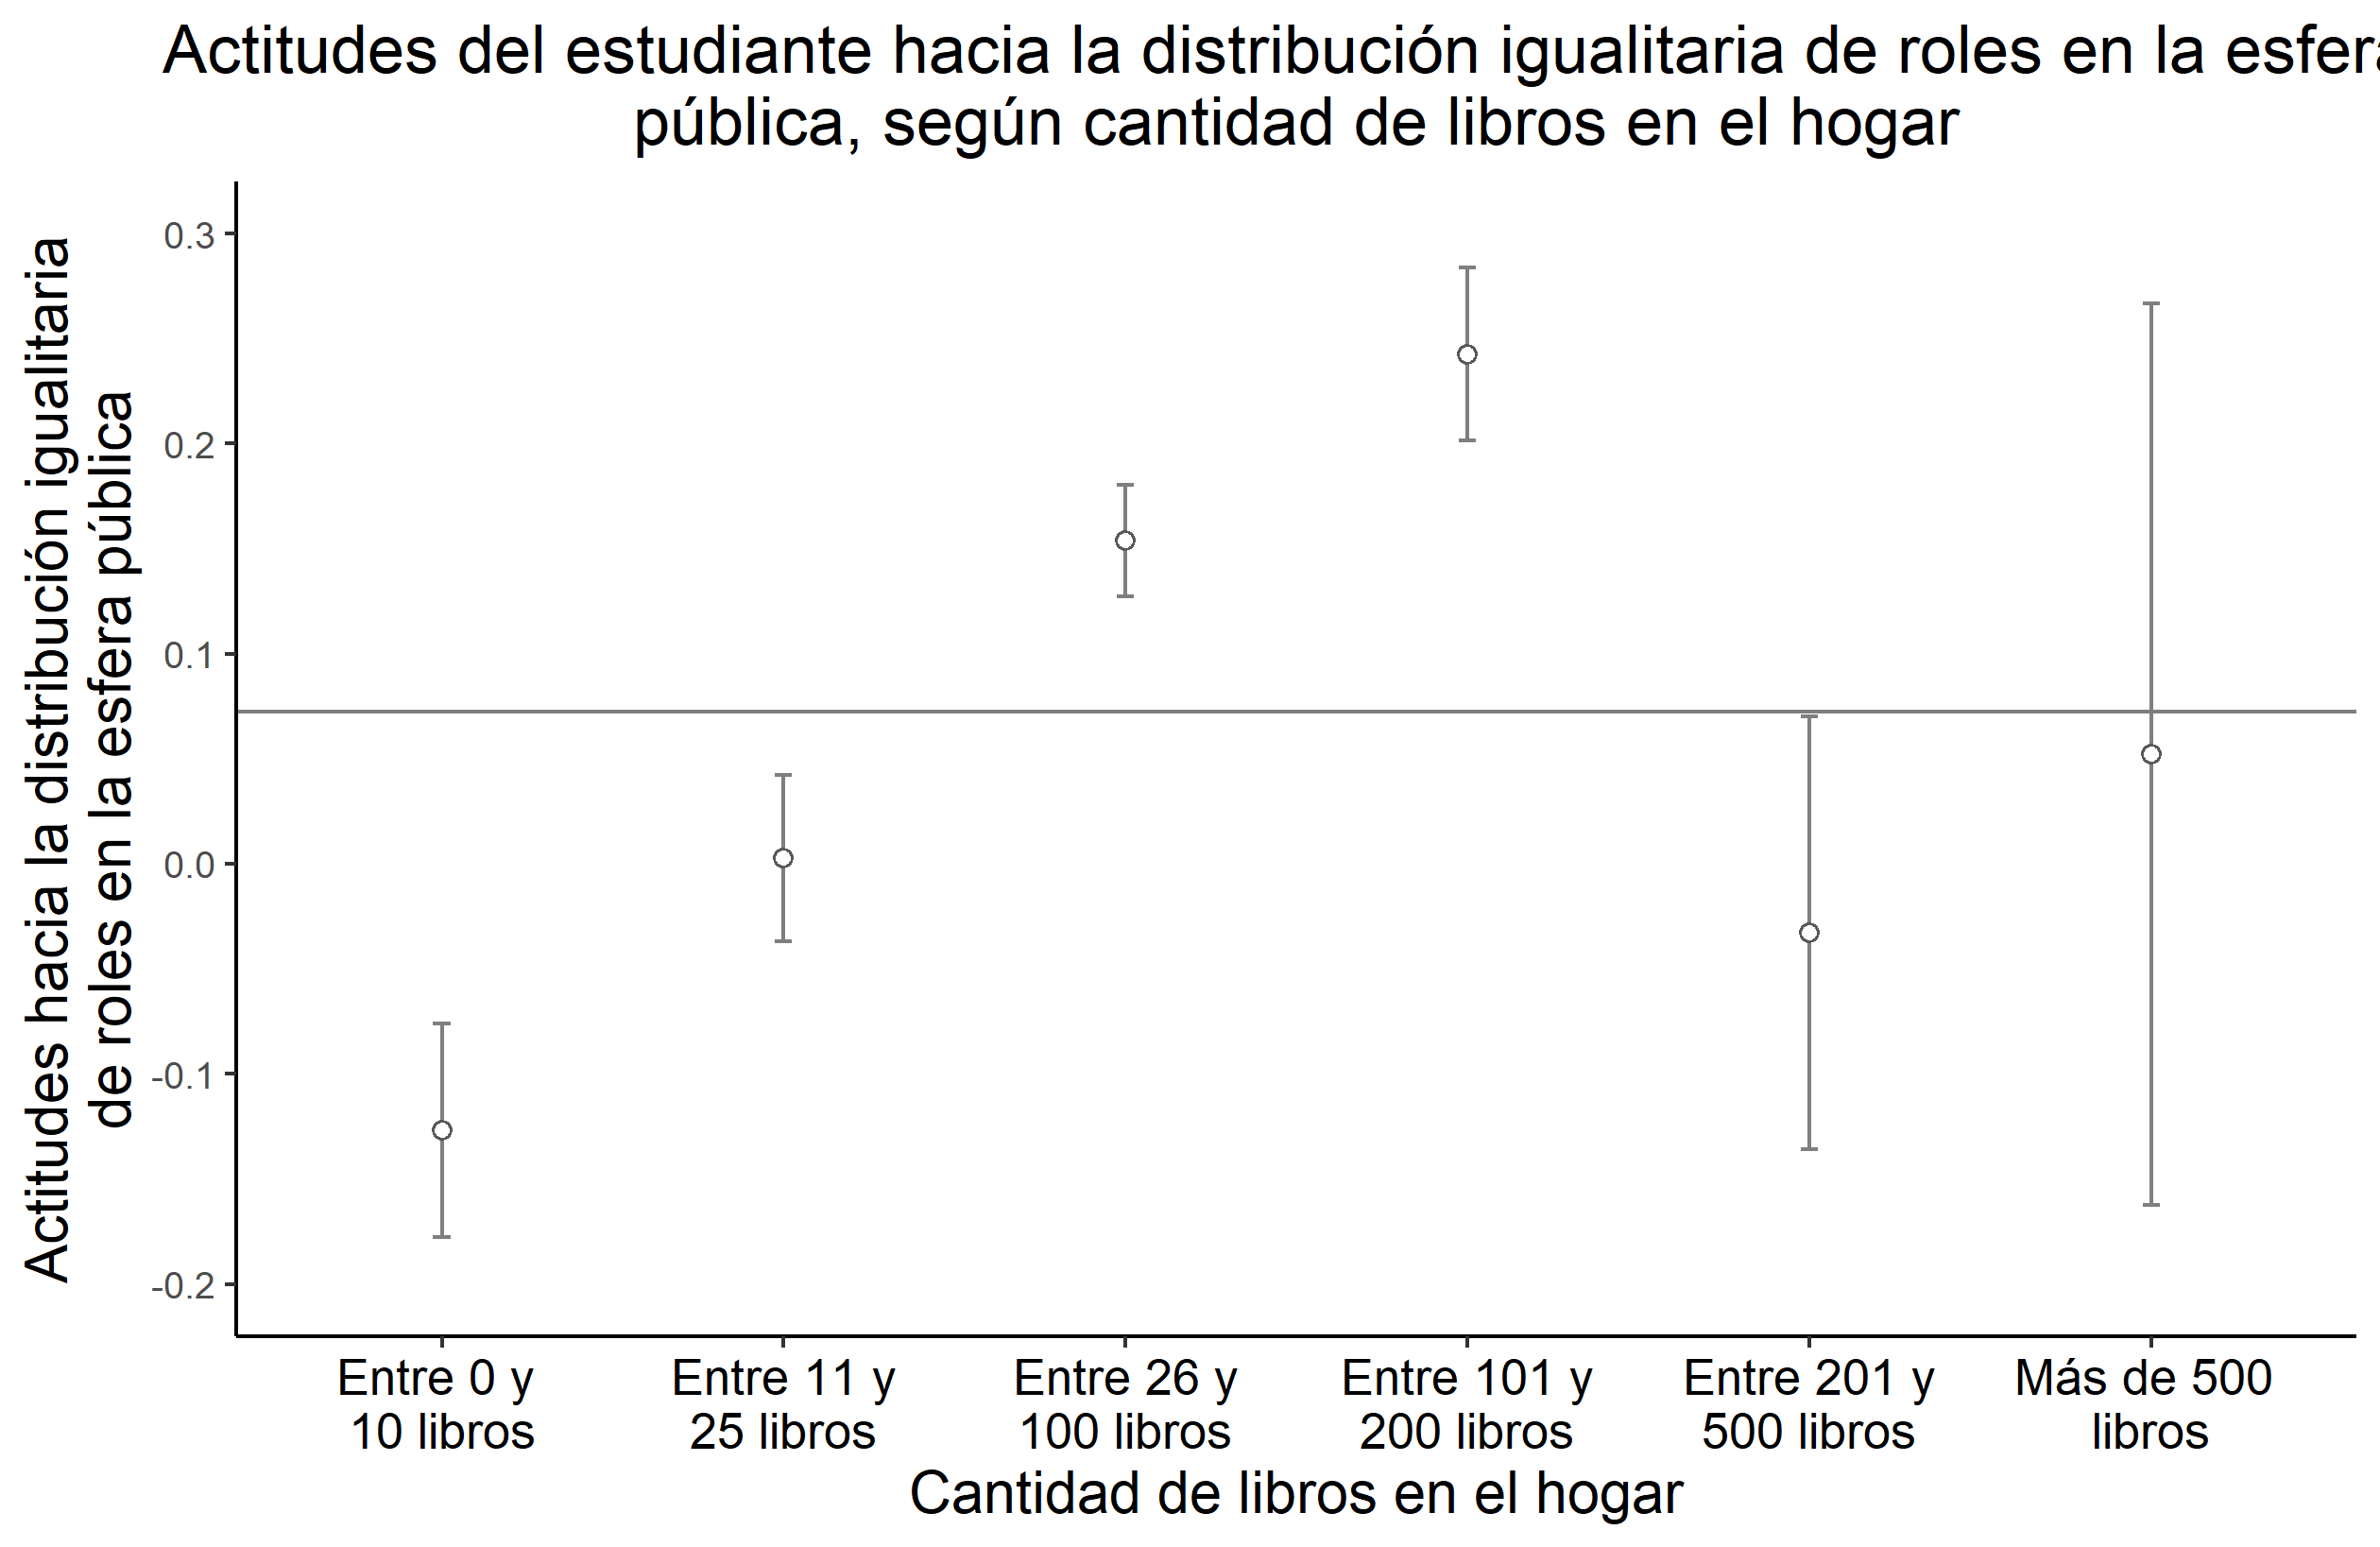 Actitudes del estudiante hacia la distribución igualitaria de roles en la esfera
pública, según cantidad de libros en el hogar
Actitudes hacia la distribución igualitaria
de roles en la esfera pública
0.3
0.2
0.1
0.0
-0.1
-0.2
Entre 0 y
10 libros
Entre 11 y
25 libros
Entre 26 y
100 libros
Entre 101 y
200 libros
Entre 201 y
500 libros
Más de 500
libros
Cantidad de libros en el hogar